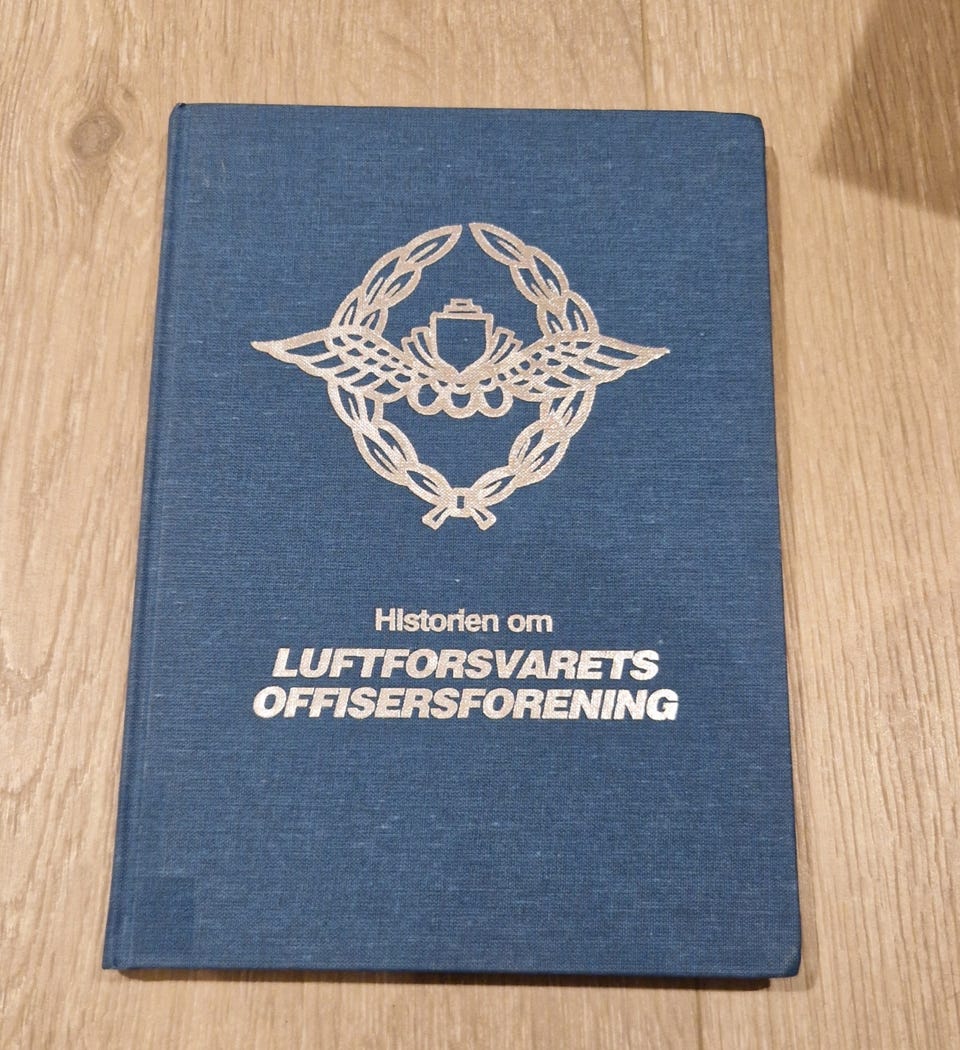 Historien om
LUFTFORSVARETS
OFFISERSFORENING